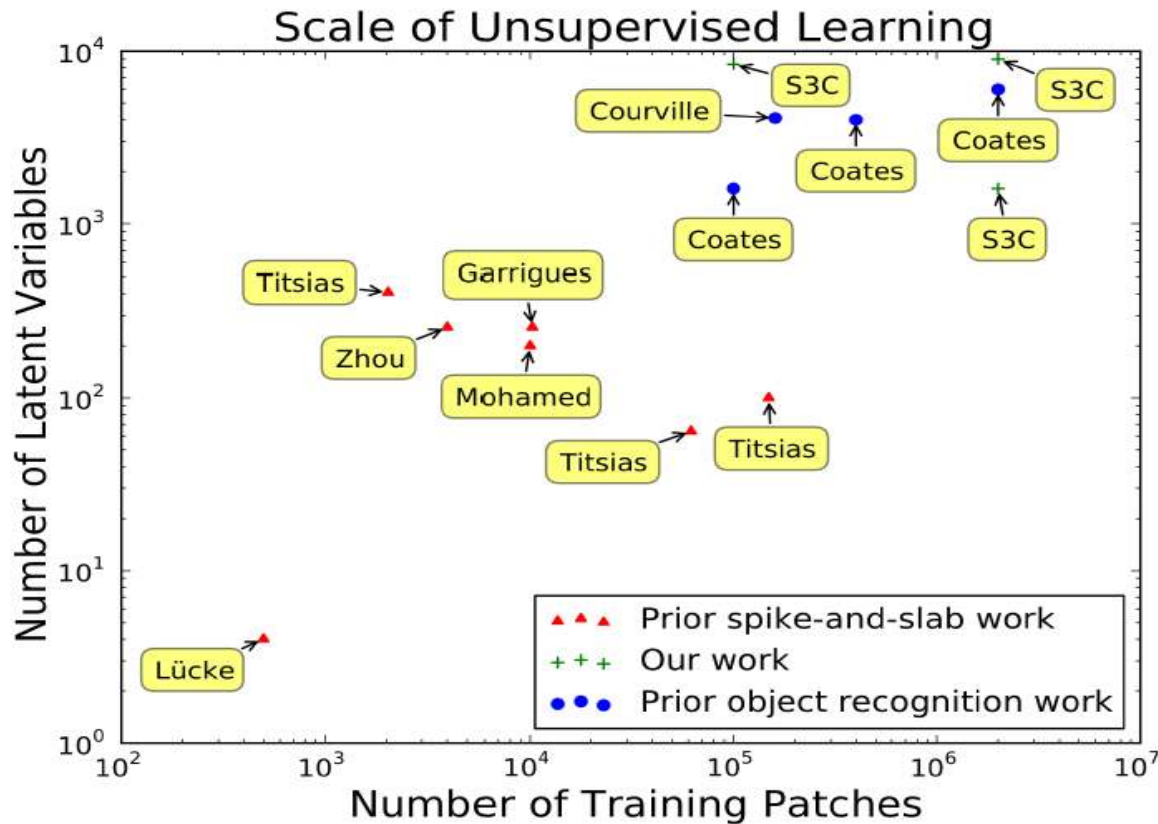 Scale of Unsupervised Learning
Number of Latent Variables
10^4
10^3
10^2
10^1
10^0
S3C
S3C
Courville
Coates
Coates
Coates
S3C
Titsias
Garrigues
Zhou
Mohamed
Titsias
Titsias
Lücke
Prior spike-and-slab work
Our work
Prior object recognition work
10^2
10^3
10^4
10^5
10^6
10^7
Number of Training Patches